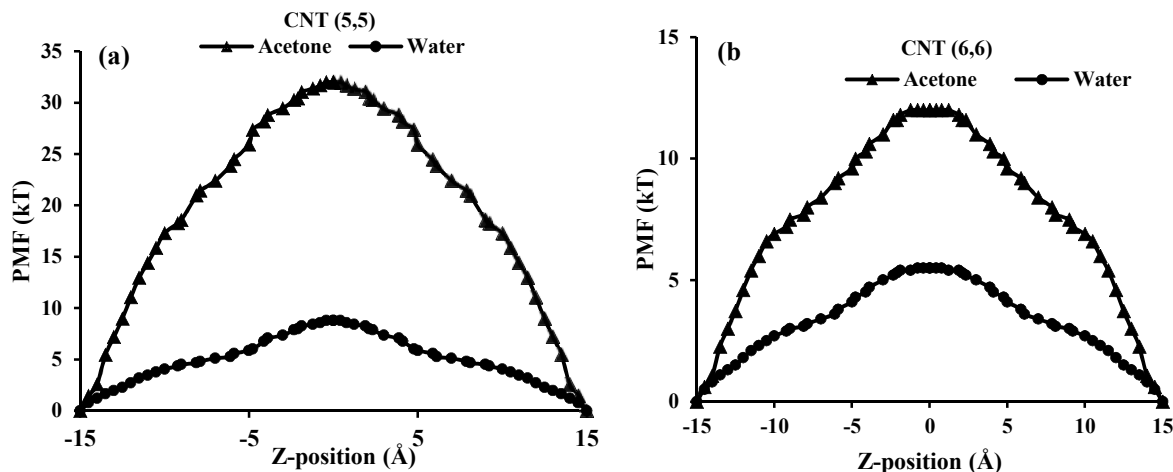 CNT (5,5)
Acetone Water
(a)
35
30
25
20
15
10
5
0
PMF (kT)
-15 -5 5 15
Z-position (Å)
15
(b
CNT (6,6)
Acetone Water
10
5
0
PMF (kT)
-15 -10 -5 0 5 10 15
Z-position (Å)